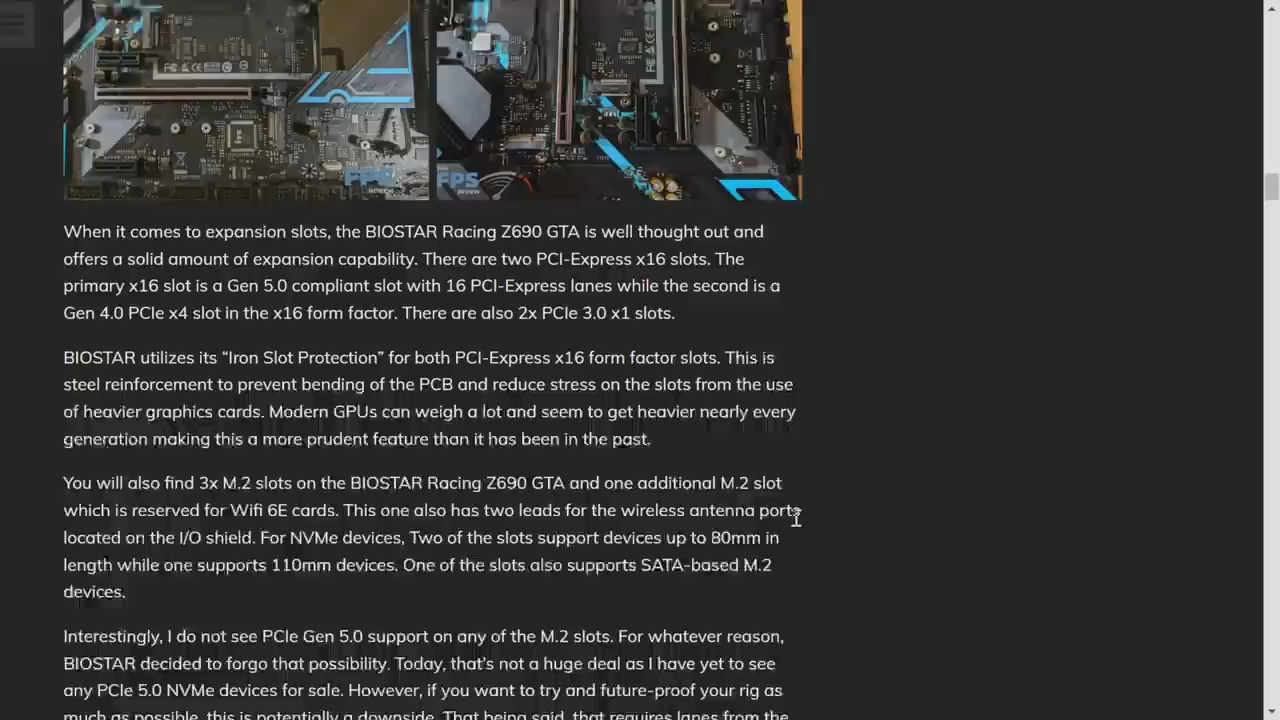 FPS
REVIEW
FPS
When it comes to expansion slots, the BIOSTAR Racing Z690 GTA is well thought out and
offers a solid amount of expansion capability. There are two PCI-Express x16 slots. The
primary x16 slot is a Gen 5.0 compliant slot with 16 PCI-Express lanes while the second is a
Gen 4.0 PCIe x4 slot in the x16 form factor. There are also 2x PCIe 3.0 x1 slots.
BIOSTAR utilizes its “Iron Slot Protection” for both PCI-Express x16 form factor slots. This is
steel reinforcement to prevent bending of the PCB and reduce stress on the slots from the use
of heavier graphics cards. Modern GPUs can weigh a lot and seem to get heavier nearly every
generation making this a more prudent feature than it has been in the past.
You will also find 3x M.2 slots on the BIOSTAR Racing Z690 GTA and one additional M.2 slot
which is reserved for Wifi 6E cards. This one also has two leads for the wireless antenna ports
located on the I/O shield. For NVMe devices, Two of the slots support devices up to 80mm in
length while one supports 110mm devices. One of the slots also supports SATA-based M.2
devices.
Interestingly, I do not see PCIe Gen 5.0 support on any of the M.2 slots. For whatever reason,
BIOSTAR decided to forgo that possibility. Today, that's not a huge deal as I have yet to see
any PCIe 5.0 NVMe devices for sale. However, if you want to try and future-proof your rig as
much as possible, this is potentially a downside. That being said, that requires lanes from the